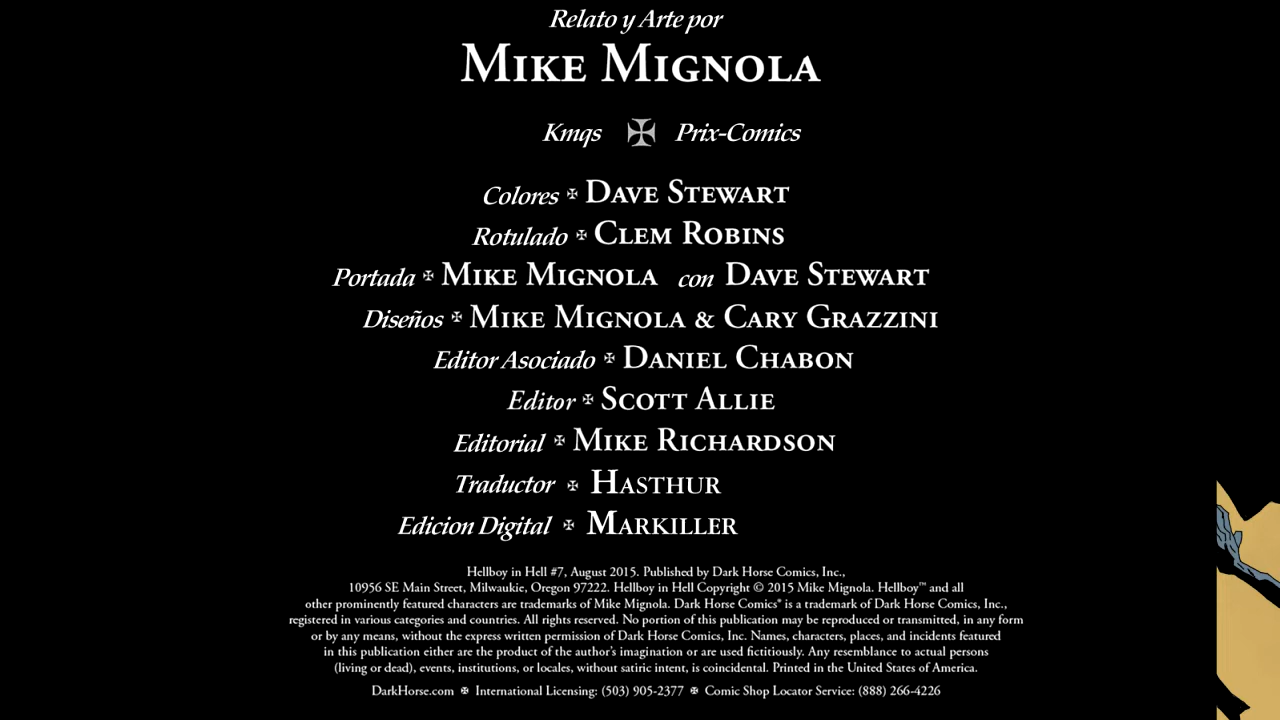 Relato y Arte por
Mike Mignola
Kmqs ✠ Prix-Comics
Colores ✠ Dave Stewart
Rotulado ✠ Clem Robins
Portada ✠ Mike Mignola con Dave Stewart
Diseños ✠ Mike Mignola & Cary Grazzini
Editor Asociado ✠ Daniel Chabon
Editor ✠ Scott Allie
Editorial ✠ Mike Richardson
Traductor ✠ Hasthur
Edicion Digital ✠ Markiller
Hellboy in Hell #7, August 2015. Published by Dark Horse Comics, Inc.,
10956 SE Main Street, Milwaukie, Oregon 97222. Hellboy in Hell Copyright © 2015 Mike Mignola. Hellboy™ and all
other prominently featured characters are trademarks of Mike Mignola. Dark Horse Comics® is a trademark of Dark Horse Comics, Inc.,
registered in various categories and countries. All rights reserved. No portion of this publication may be reproduced or transmitted, in any form
or by any means, without the express written permission of Dark Horse Comics, Inc. Names, characters, places, and incidents featured
in this publication either are the product of the author's imagination or are used fictitiously. Any resemblance to actual persons
(living or dead), events, institutions, or locales, without satiric intent, is coincidental. Printed in the United States of America.
DarkHorse.com ✠ International Licensing: (503) 905-2377 ✠ Comic Shop Locator Service: (888) 266-4226